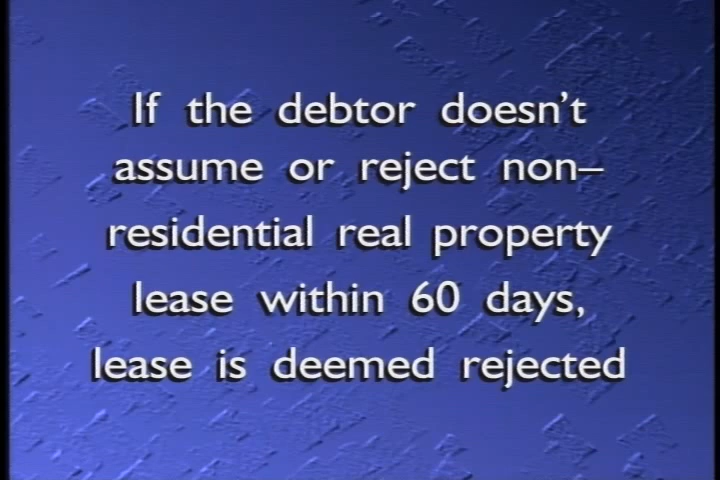 If the debtor doesn't
assume or reject non–
residential real property
lease within 60 days,
lease is deemed rejected